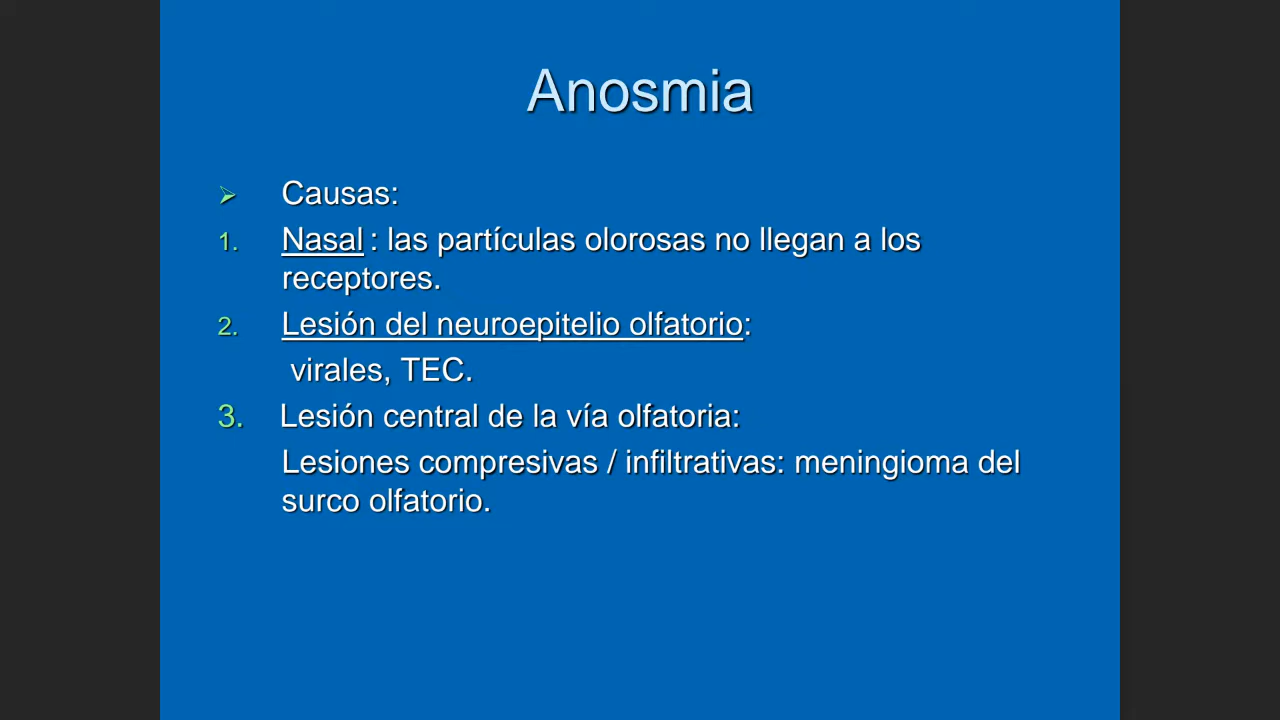 Anosmia
➢ Causas:
1. Nasal : las partículas olorosas no llegan a los
receptores.
2. Lesión del neuroepitelio olfatorio:
virales, TEC.
3. Lesión central de la vía olfatoria:
Lesiones compresivas / infiltrativas: meningioma del
surco olfatorio.